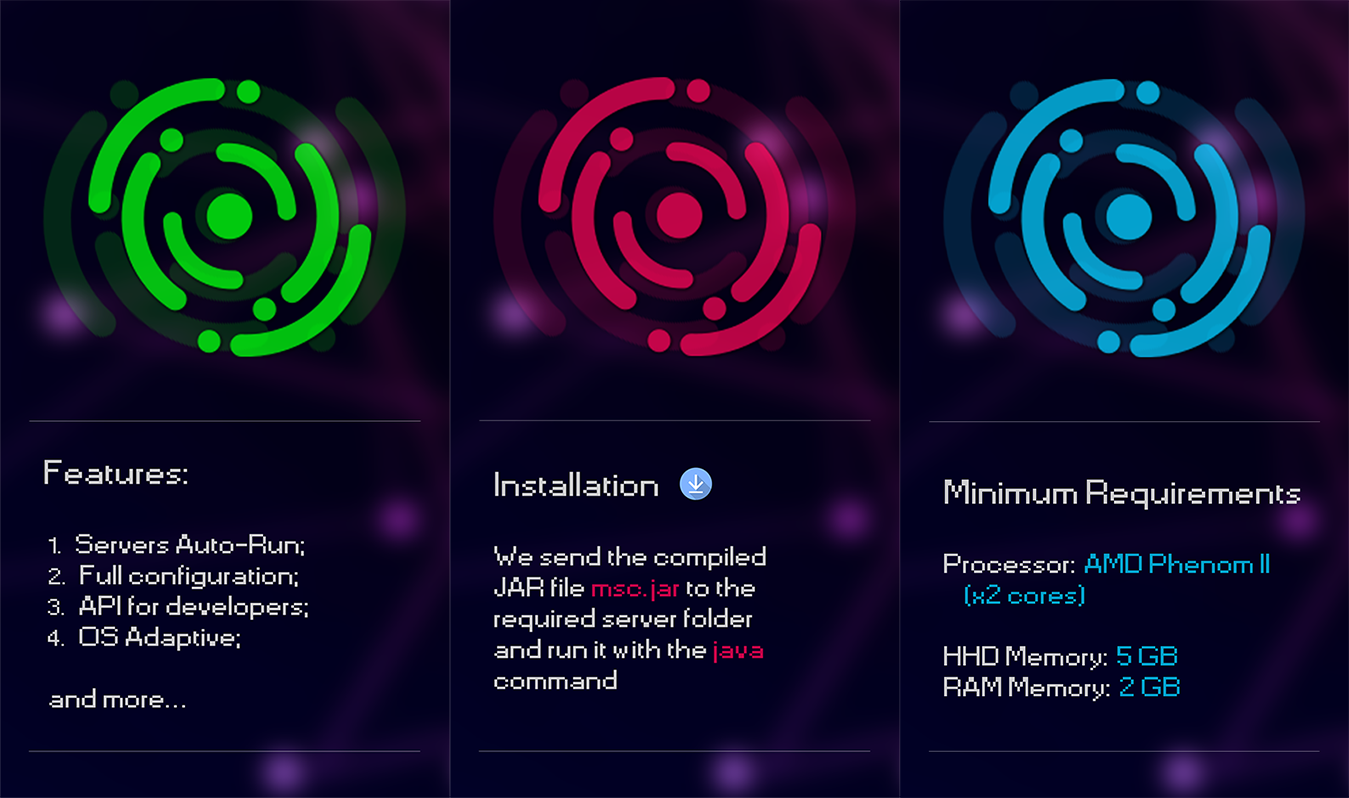 Features:
1. Servers Auto-Run;
2. Full configuration;
3. API for developers;
4. OS Adaptive;
and more...
Installation
We send the compiled
JAR file msc.jar to the
required server folder
and run it with the java
command
Minimum Requirements
Processor: AMD Phenom II
(x2 cores)
HHD Memory: 5 GB
RAM Memory: 2 GB